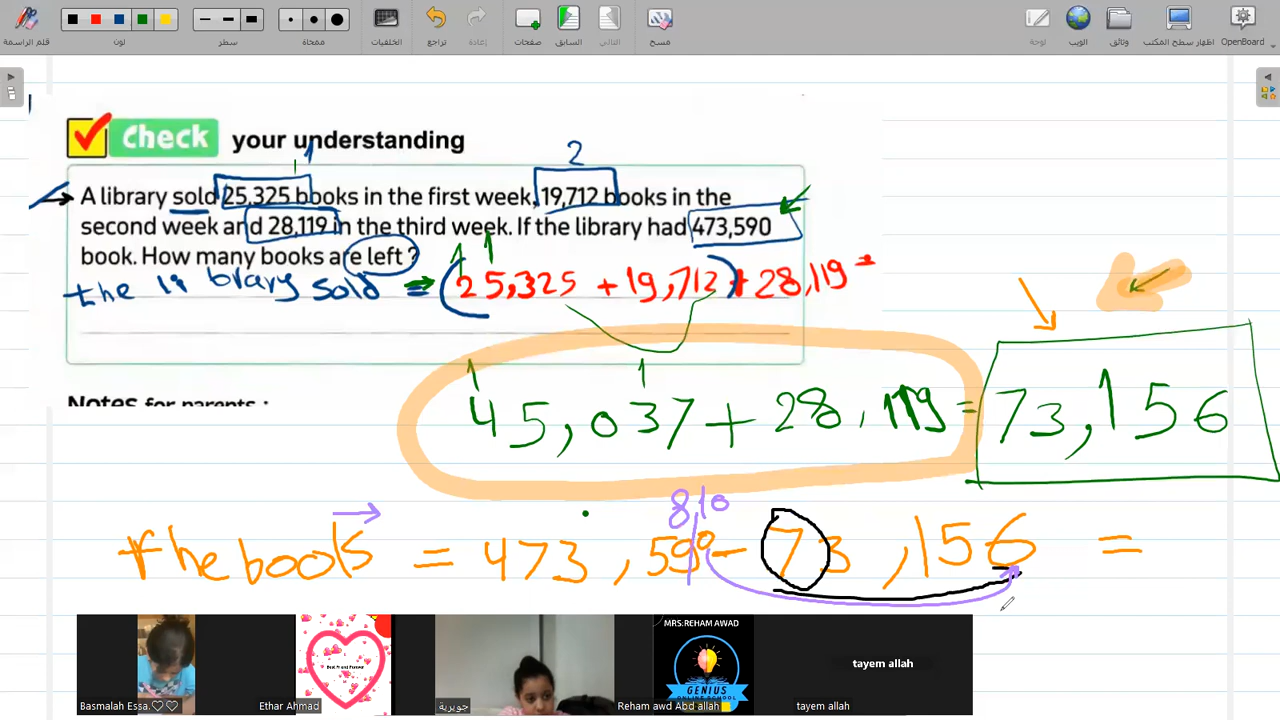 قلم الراسمة
لون
سطر
ممحاة
الخلفيات
تراجع
إعادة
صفحات
السابق
التالي
مسح
لوحة
الويب
وثائق
اظهار سطح المكتب
OpenBoard
Check your understanding
1
2
A library sold 25,325 books in the first week, 19,712 books in the
second week and 28,119 in the third week. If the library had 473,590
book. How many books are left ?
the library sold = (25,325 + 19,712) + 28,119 =
45,037 + 28,119 = 73,156
Notes for parents :
8 10
the books = 473,590 - 73,156 =
MRS:REHAM AWAD
GENIUS
ONLINE SCHOOL
Best Friend Forever
tayem allah
Basmalah Essa.♡♡
Ethar Ahmad
جويرية
Reham awd Abd allah
tayem allah